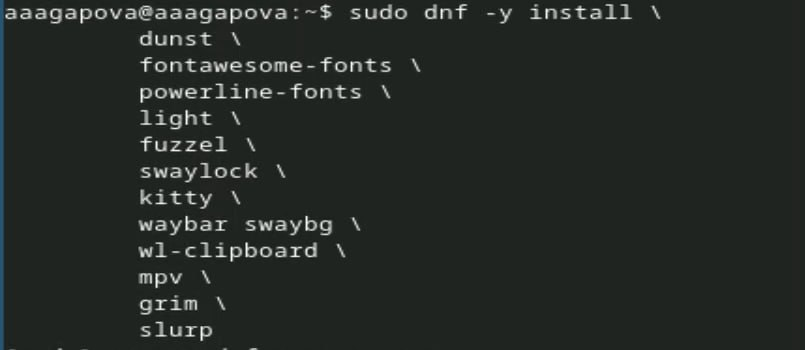 aaagapova@aaagapova:~$ sudo dnf -y install \
dunst \
fontawesome-fonts \
powerline-fonts \
light \
fuzzel \
swaylock \
kitty \
waybar swaybg \
wl-clipboard \
mpv \
grim \
slurp